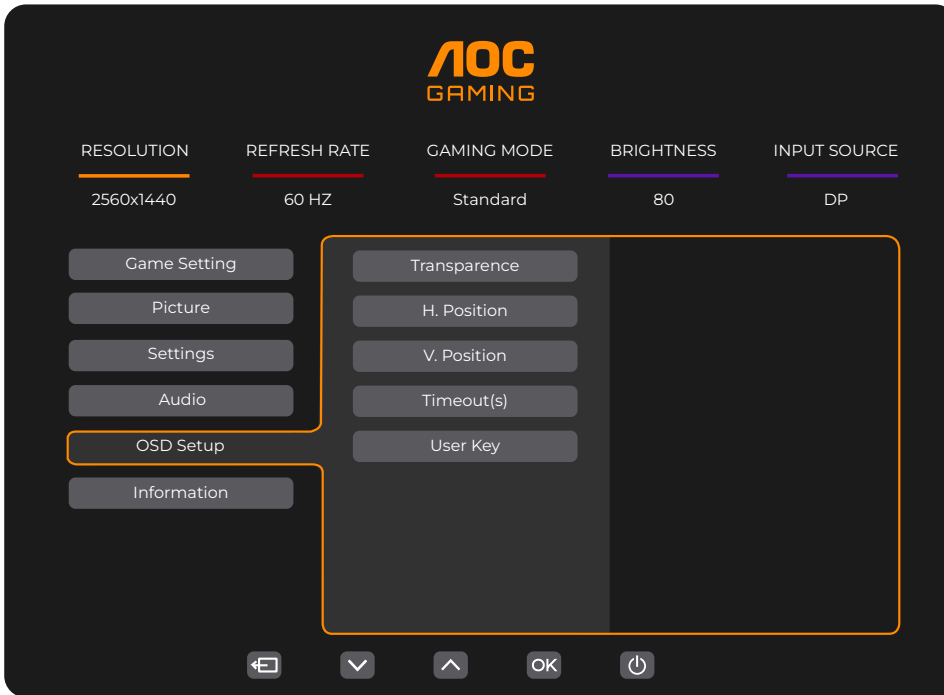 AOC
GAMING
RESOLUTION REFRESH RATE GAMING MODE BRIGHTNESS INPUT SOURCE
2560x1440 60 HZ Standard 80 DP
Game Setting
Picture
Settings
Audio
OSD Setup
Information
Transparence
H. Position
V. Position
Timeout(s)
User Key
OK